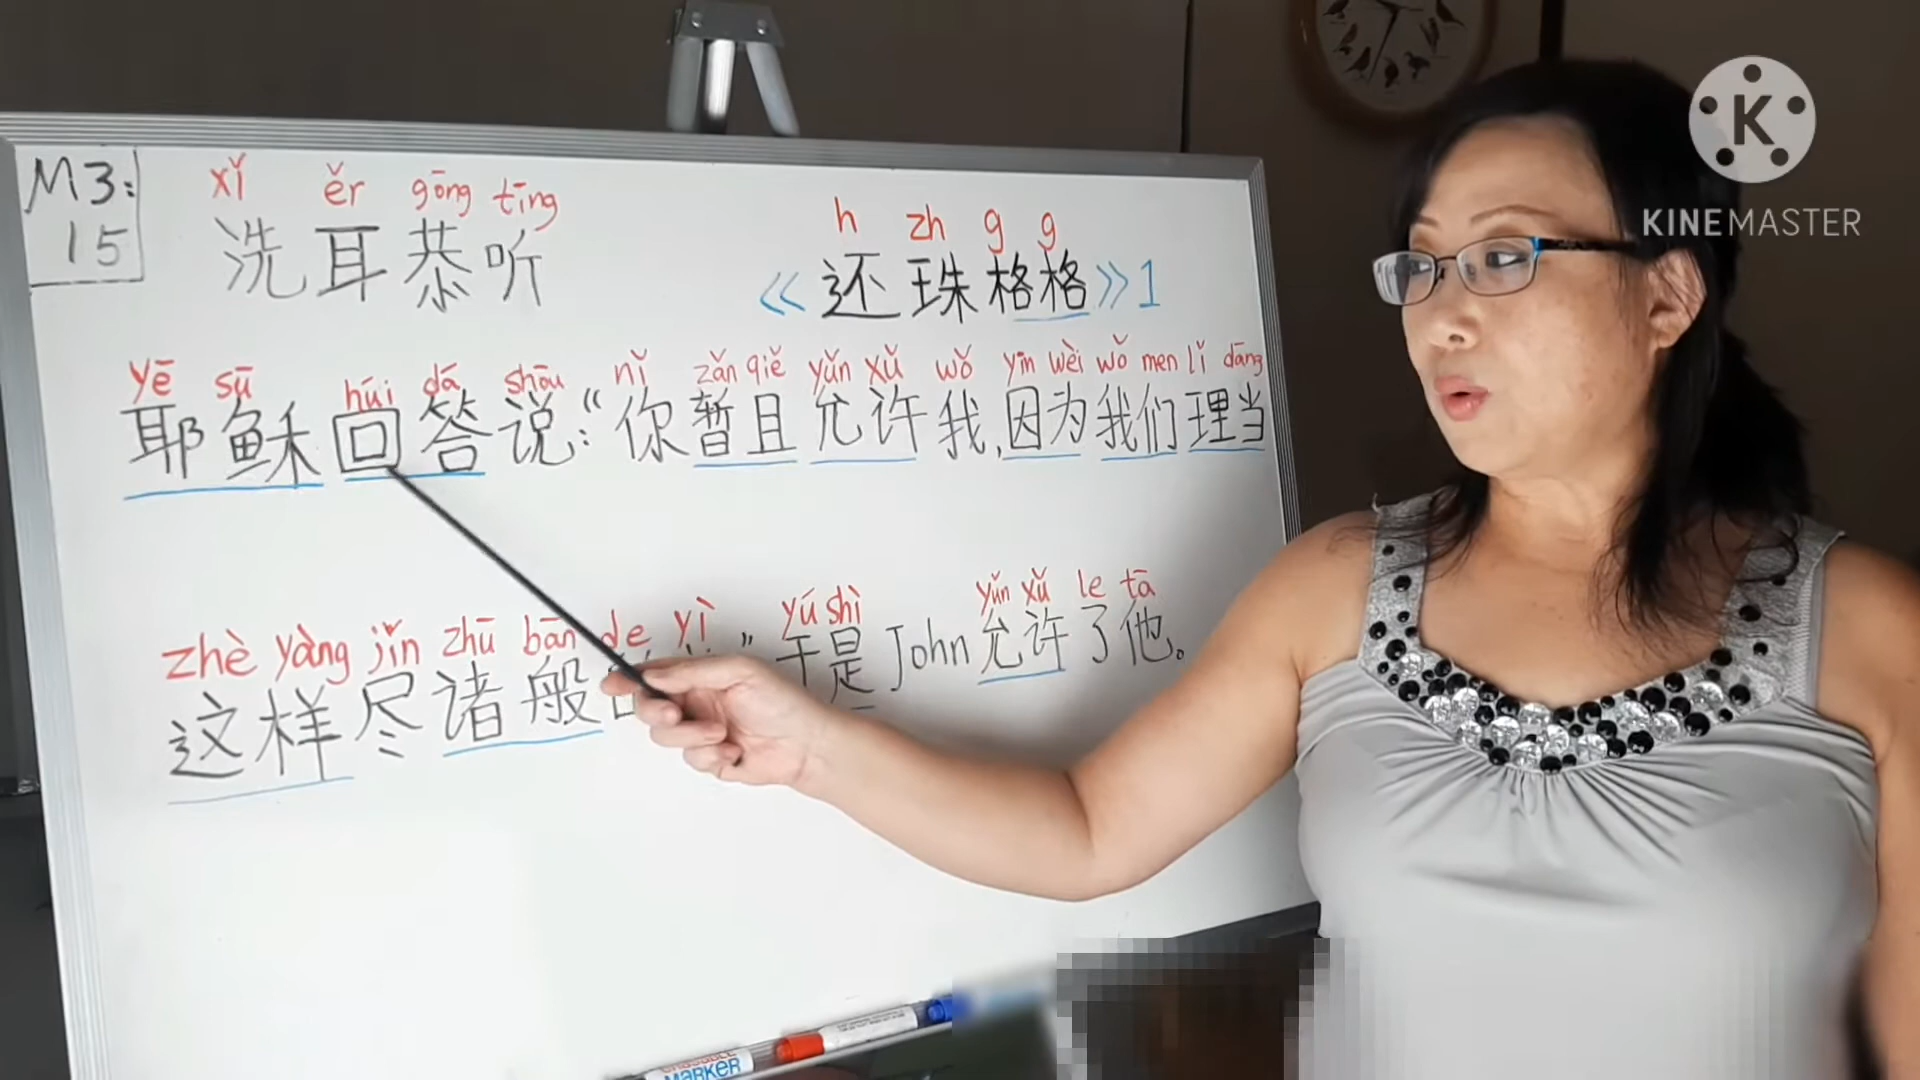 M3:
15
xǐ ěr gōng tīng
洗耳恭听
h zh g g
《还珠格格》1
yē sū húi dá shōu nǐ zǎn qiě yǔn xǔ wǒ yīn wèi wǒ men lǐ dāng
耶稣回答说:“你暂且允许我,因为我们理当
zhè yàng jǐn zhū bān de yì yú shì yǔn xǔ le tā
这样尽诸般”于是John允许了他。
MARKER
K
KINEMASTER